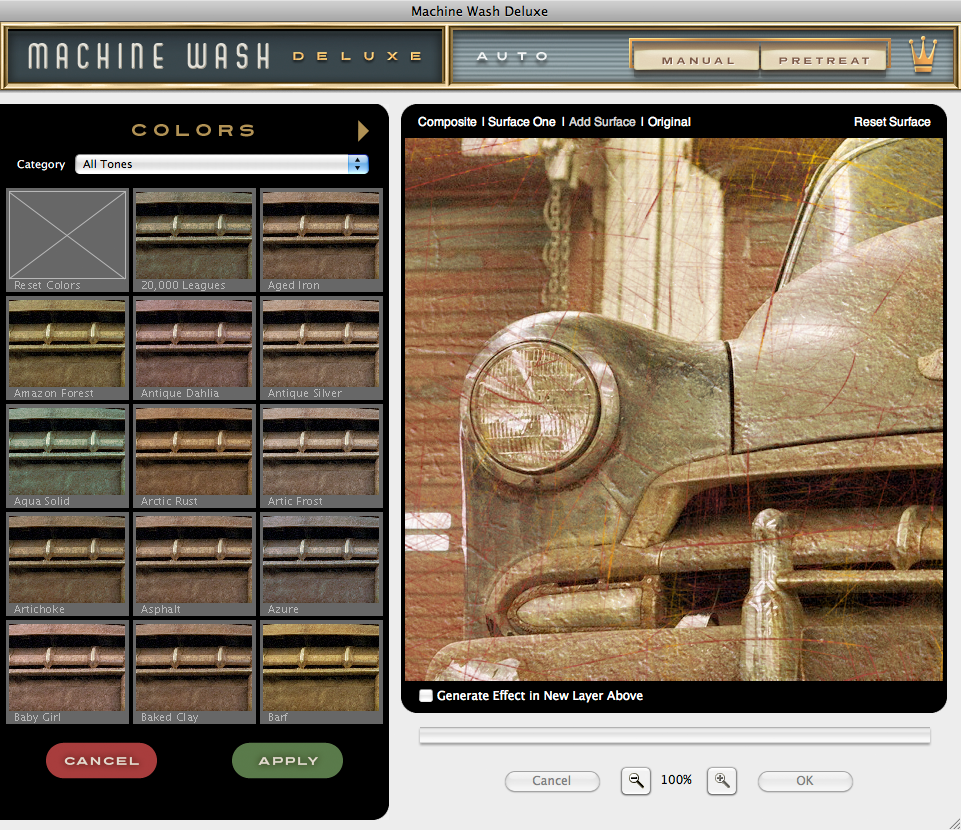 Machine Wash Deluxe
MACHINE WASH DELUXE
AUTO
MANUAL
PRETREAT
COLORS
Category
All Tones
Reset Colors
20,000 Leagues
Aged Iron
Amazon Forest
Antique Dahlia
Antique Silver
Aqua Solid
Arctic Rust
Artic Frost
Artichoke
Asphalt
Azure
Baby Girl
Baked Clay
Barf
CANCEL
APPLY
Composite | Surface One | Add Surface | Original
Reset Surface
Generate Effect in New Layer Above
Cancel
100%
OK